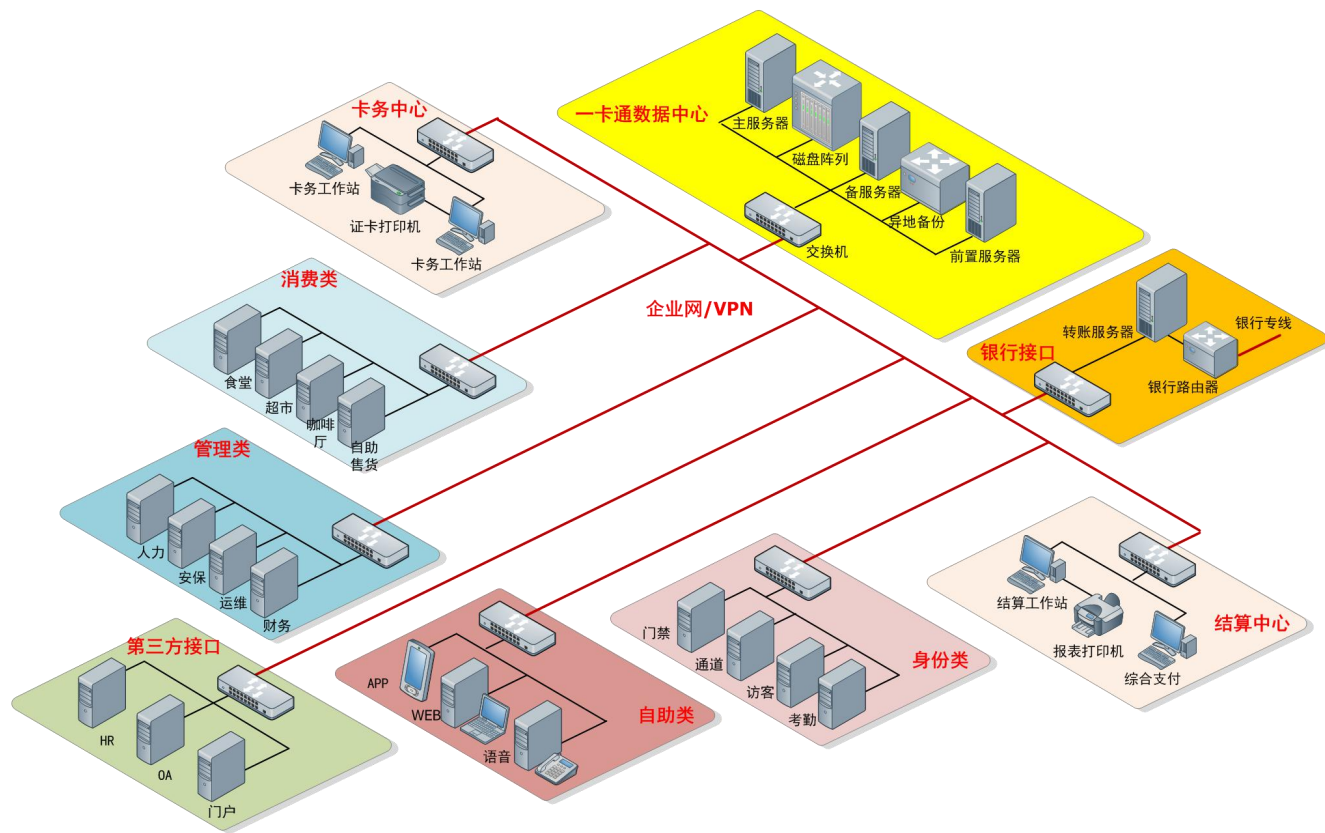 卡务中心
卡务工作站
证卡打印机
卡务工作站
一卡通数据中心
主服务器
磁盘阵列
备服务器
异地备份
前置服务器
交换机
企业网/VPN
消费类
食堂
超市
咖啡
厅
自助
售货
银行接口
转账服务器
银行专线
银行路由器
管理类
人力
安保
运维
财务
第三方接口
HR
OA
门户
APP
WEB
语音
自助类
门禁
通道
访客
考勤
身份类
结算工作站
报表打印机
综合支付
结算中心